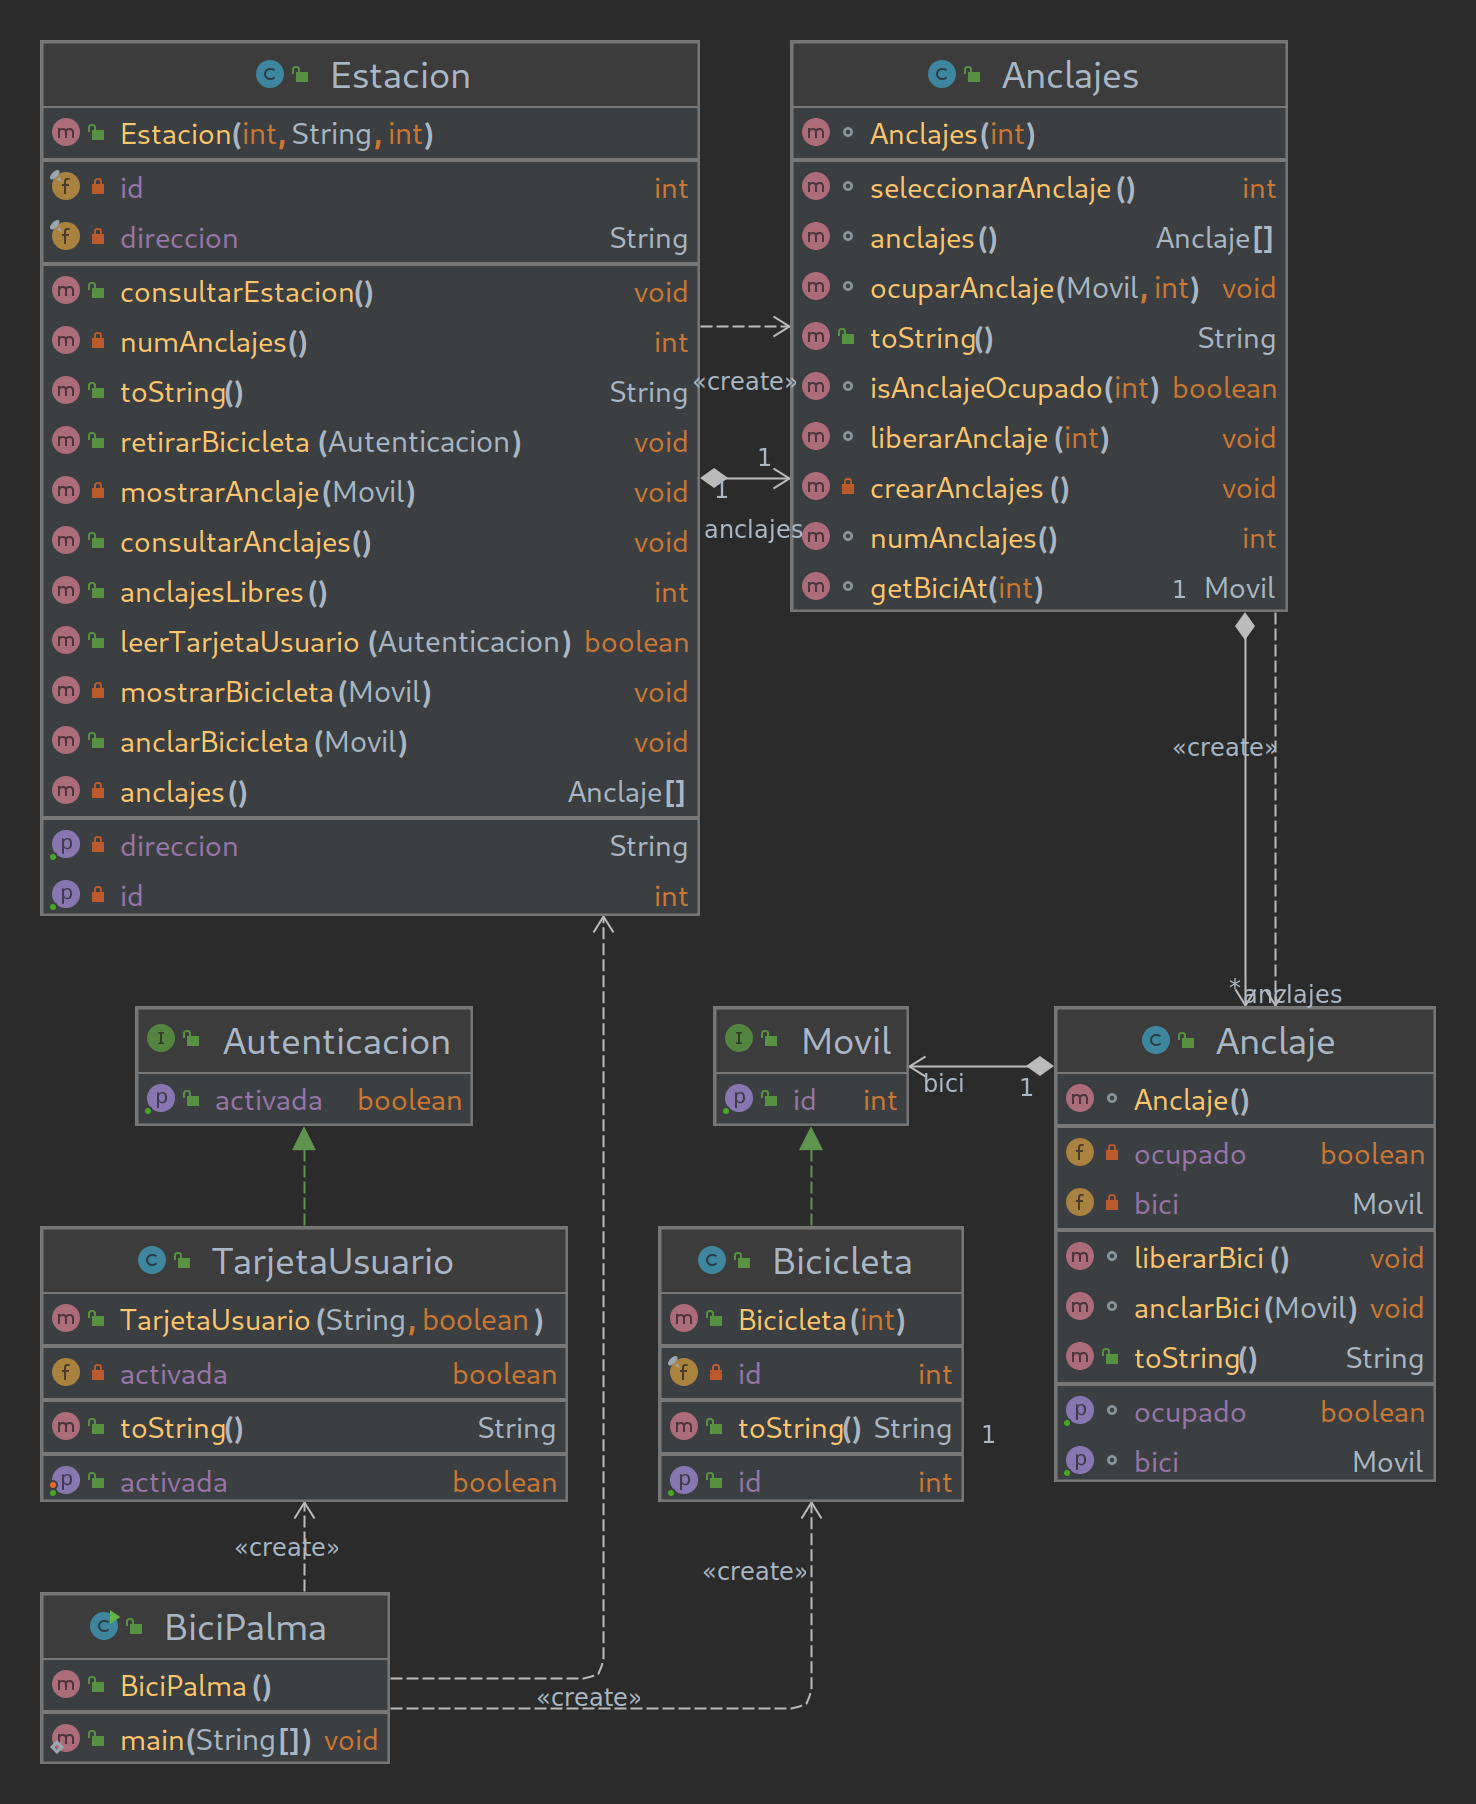 Estacion
Estacion(int, String, int)
id int
direccion String
consultarEstacion() void
numAnclajes() int
toString() String
retirarBicicleta (Autenticacion) void
mostrarAnclaje(Movil) void
consultarAnclajes() void
anclajesLibres () int
leerTarjetaUsuario (Autenticacion) boolean
mostrarBicicleta(Movil) void
anclarBicicleta (Movil) void
anclajes() Anclaje[]
direccion String
id int
«create»
1
1
anclajes
Anclajes
Anclajes(int)
seleccionarAnclaje () int
anclajes() Anclaje[]
ocuparAnclaje(Movil, int) void
toString() String
isAnclajeOcupado(int) boolean
liberarAnclaje (int) void
crearAnclajes () void
numAnclajes() int
getBiciAt(int) 1 Movil
«create»
*anclajes
Autenticacion
activada boolean
Movil
id int
bici 1
Anclaje
Anclaje()
ocupado boolean
bici Movil
liberarBici () void
anclarBici (Movil) void
toString() String
ocupado boolean
bici Movil
TarjetaUsuario
TarjetaUsuario (String, boolean )
activada boolean
toString() String
activada boolean
Bicicleta
Bicicleta (int)
id int
toString() String
id int
1
«create»
«create»
BiciPalma
BiciPalma ()
main(String[]) void
«create»